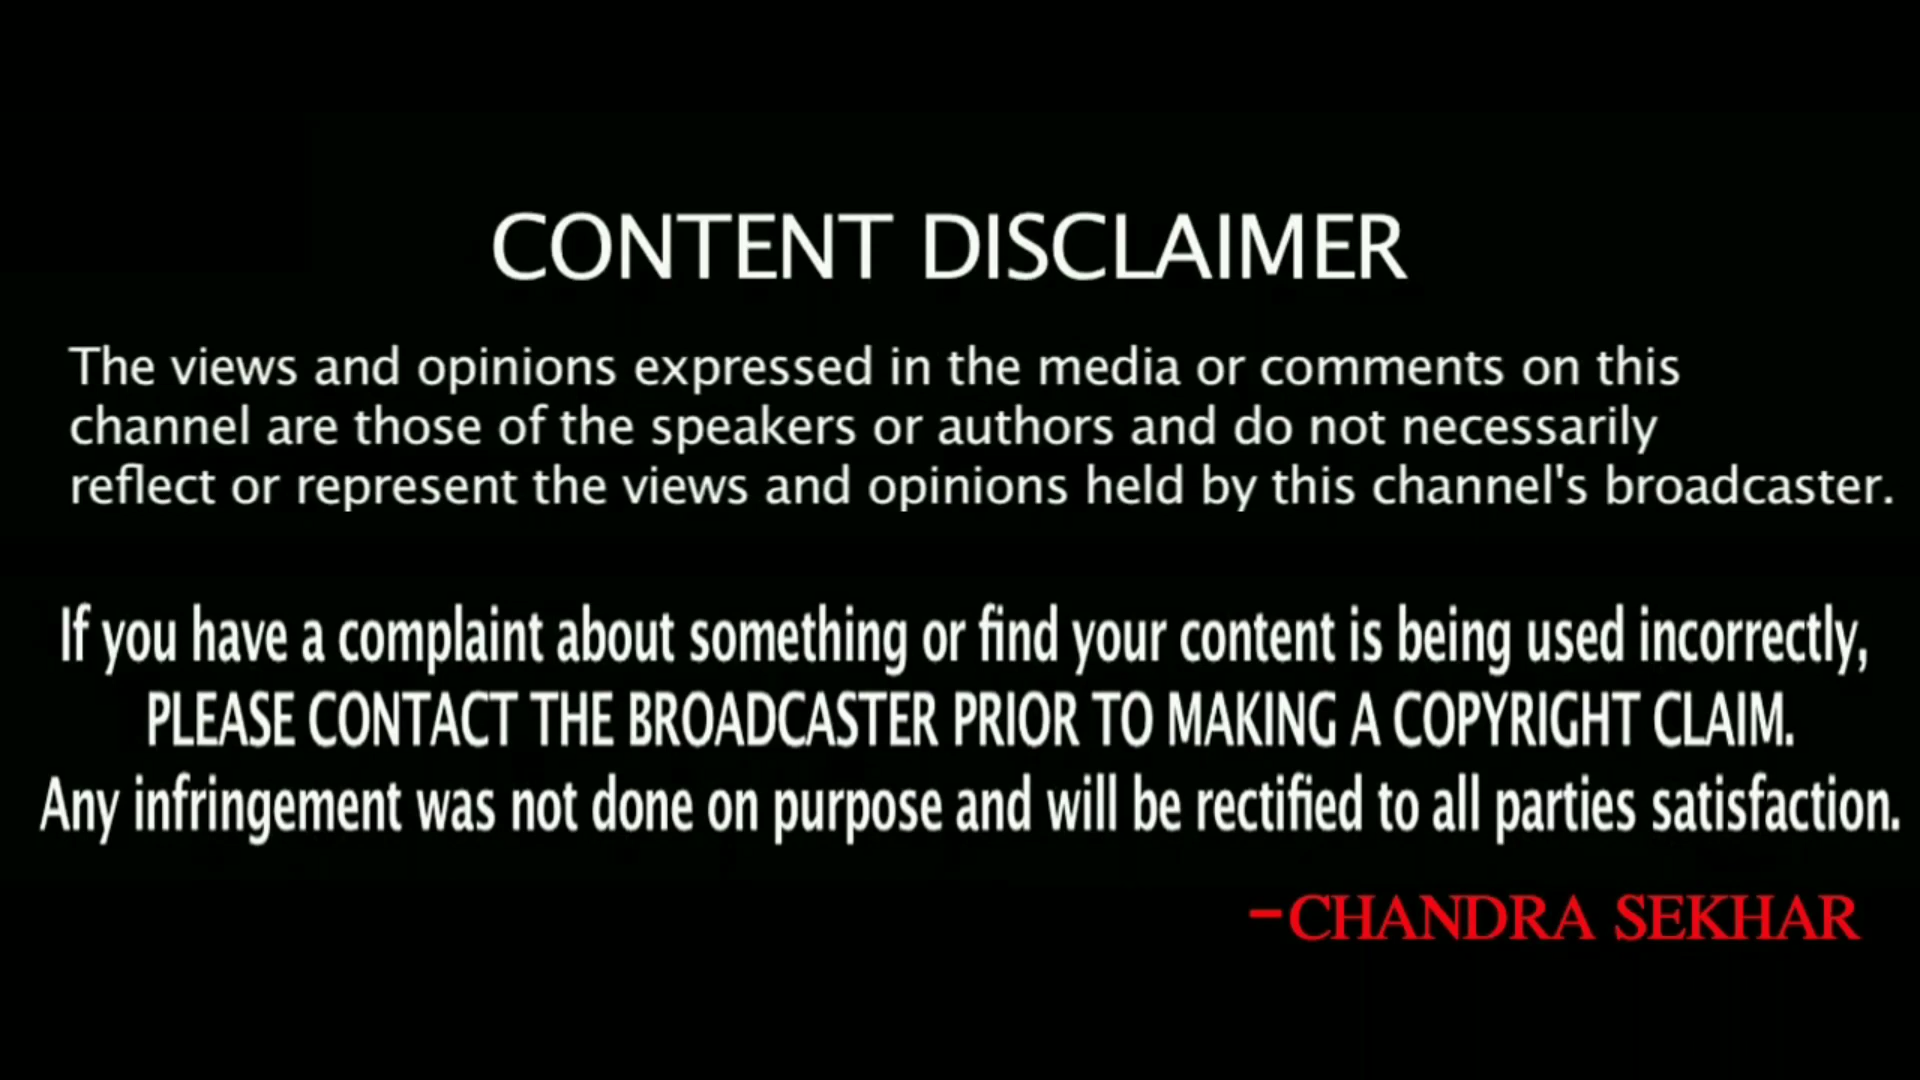 CONTENT DISCLAIMER
The views and opinions expressed in the media or comments on this
channel are those of the speakers or authors and do not necessarily
reflect or represent the views and opinions held by this channel's broadcaster.
If you have a complaint about something or find your content is being used incorrectly,
PLEASE CONTACT THE BROADCASTER PRIOR TO MAKING A COPYRIGHT CLAIM.
Any infringement was not done on purpose and will be rectified to all parties satisfaction.
-CHANDRA SEKHAR